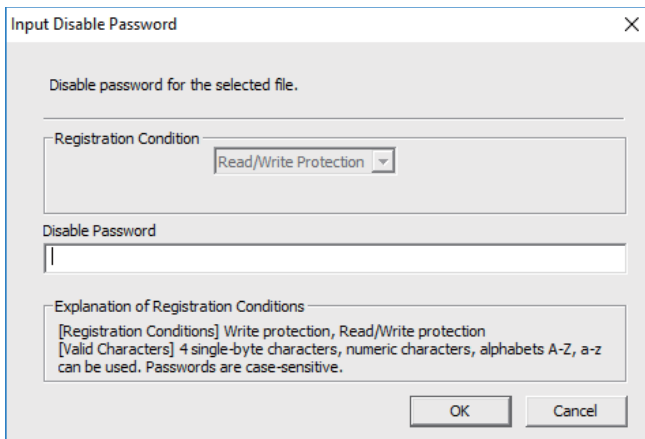 Input Disable Password
Disable password for the selected file.
Registration Condition
Read/Write Protection
Disable Password
Explanation of Registration Conditions
[Registration Conditions] Write protection, Read/Write protection
[Valid Characters] 4 single-byte characters, numeric characters, alphabets A-Z, a-z
can be used. Passwords are case-sensitive.
OK
Cancel